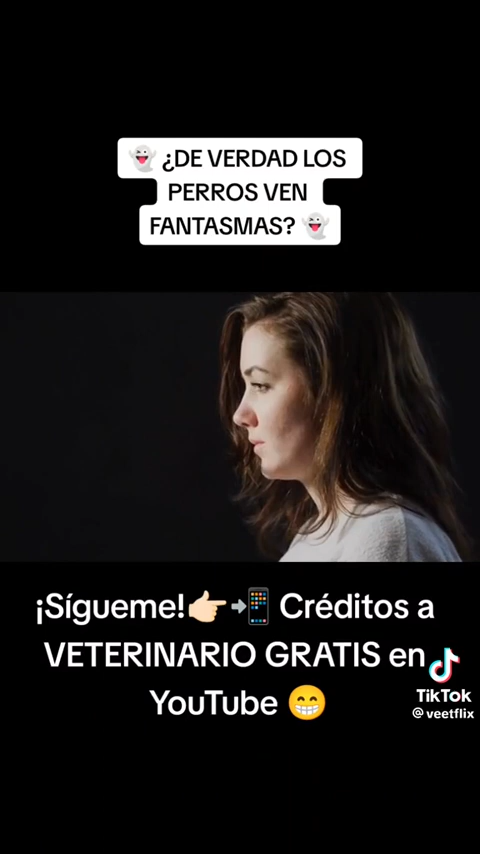 👻 ¿DE VERDAD LOS
PERROS VEN
FANTASMAS? 👻
¡Sígueme!👉🏻📲 Créditos a
VETERINARIO GRATIS en
YouTube 😁
TikTok
@veetflix